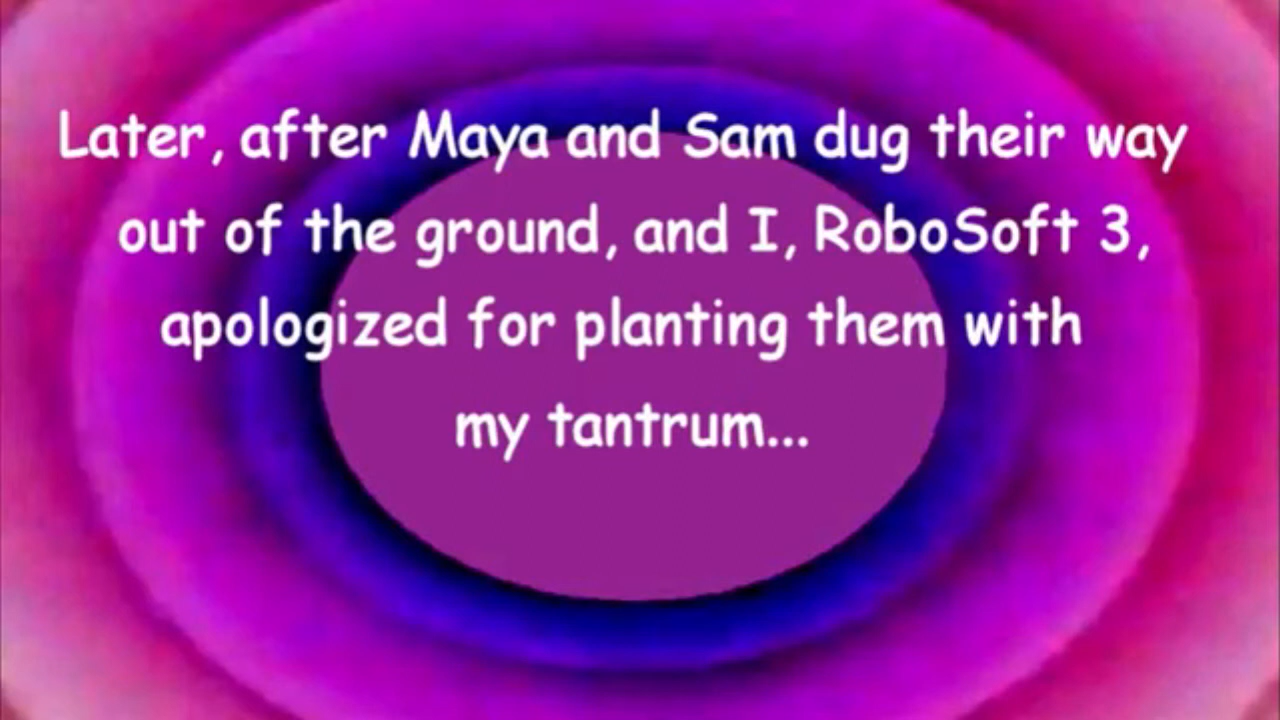 Later, after Maya and Sam dug their way
out of the ground, and I, RoboSoft 3,
apologized for planting them with
my tantrum...